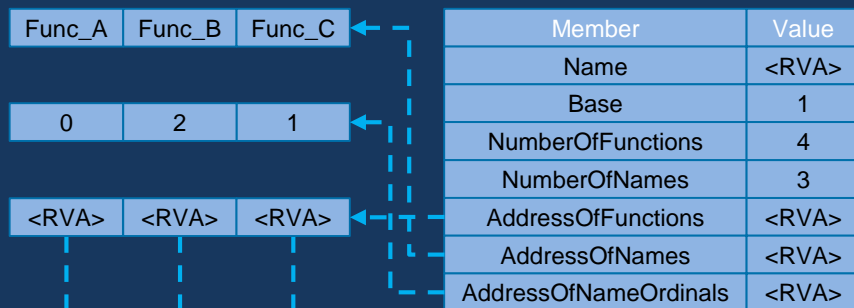 Func_A Func_B Func_C
0 2 1
<RVA> <RVA> <RVA>
Member Value
Name <RVA>
Base 1
NumberOfFunctions 4
NumberOfNames 3
AddressOfFunctions <RVA>
AddressOfNames <RVA>
AddressOfNameOrdinals <RVA>